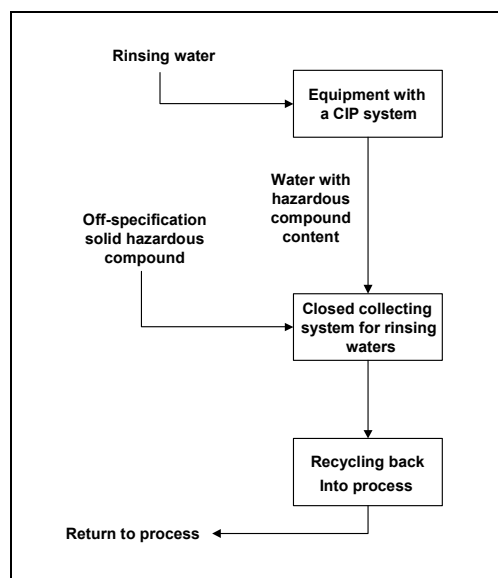 Rinsing water
Equipment with
a CIP system
Water with
hazardous
compound
content
Off-specification
solid hazardous
compound
Closed collecting
system for rinsing
waters
Recycling back
Into process
Return to process